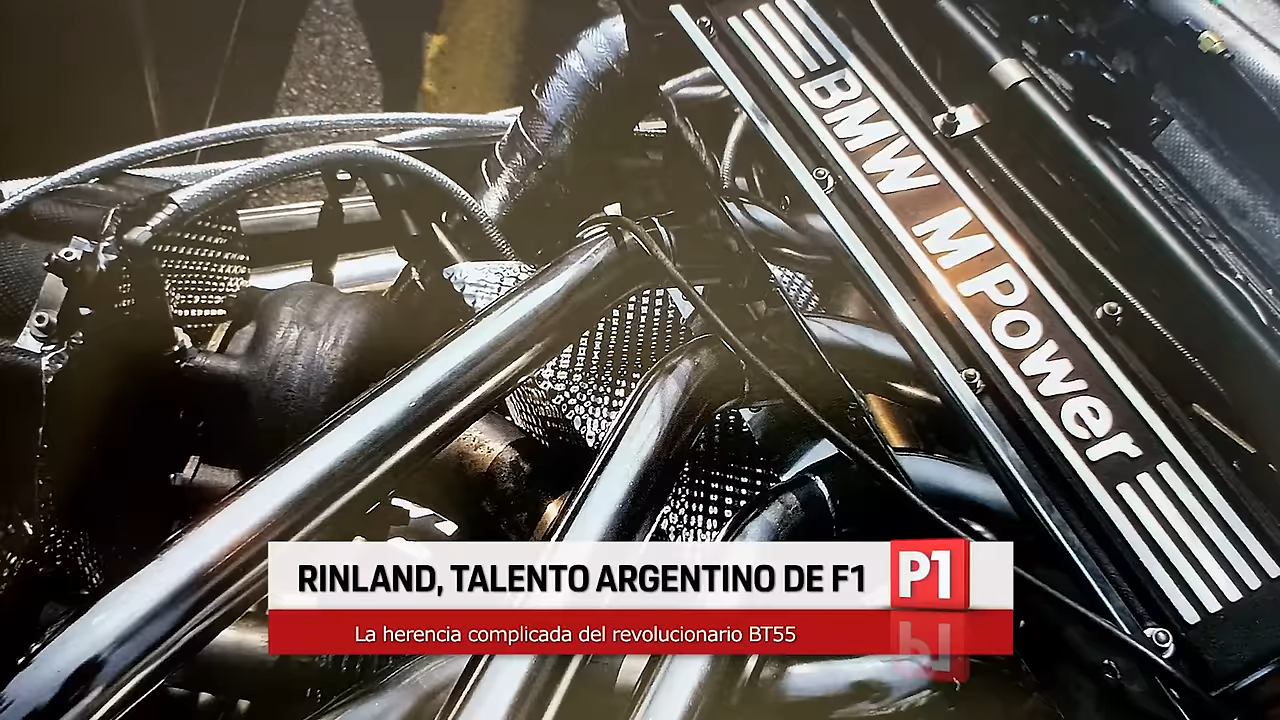 BMW M Power
RINLAND, TALENTO ARGENTINO DE F1
P1
La herencia complicada del revolucionario BT55